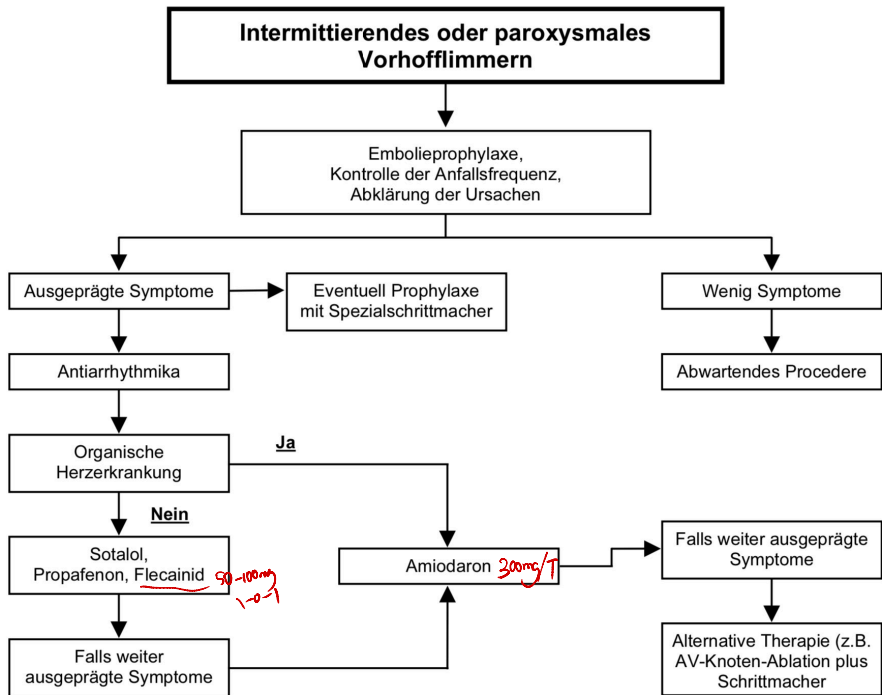 Intermittierendes oder paroxysmales
Vorhofflimmern
Embolieprophylaxe,
Kontrolle der Anfallsfrequenz,
Abklärung der Ursachen
Ausgeprägte Symptome
Eventuell Prophylaxe
mit Spezialschrittmacher
Wenig Symptome
Antiarrhythmika
Abwartendes Procedere
Organische
Herzerkrankung
Ja
Nein
Sotalol,
Propafenon, Flecainid 50-100mg
1-0-1
Amiodaron 300mg/T
Falls weiter ausgeprägte
Symptome
Falls weiter
ausgeprägte Symptome
Alternative Therapie (z.B.
AV-Knoten-Ablation plus
Schrittmacher